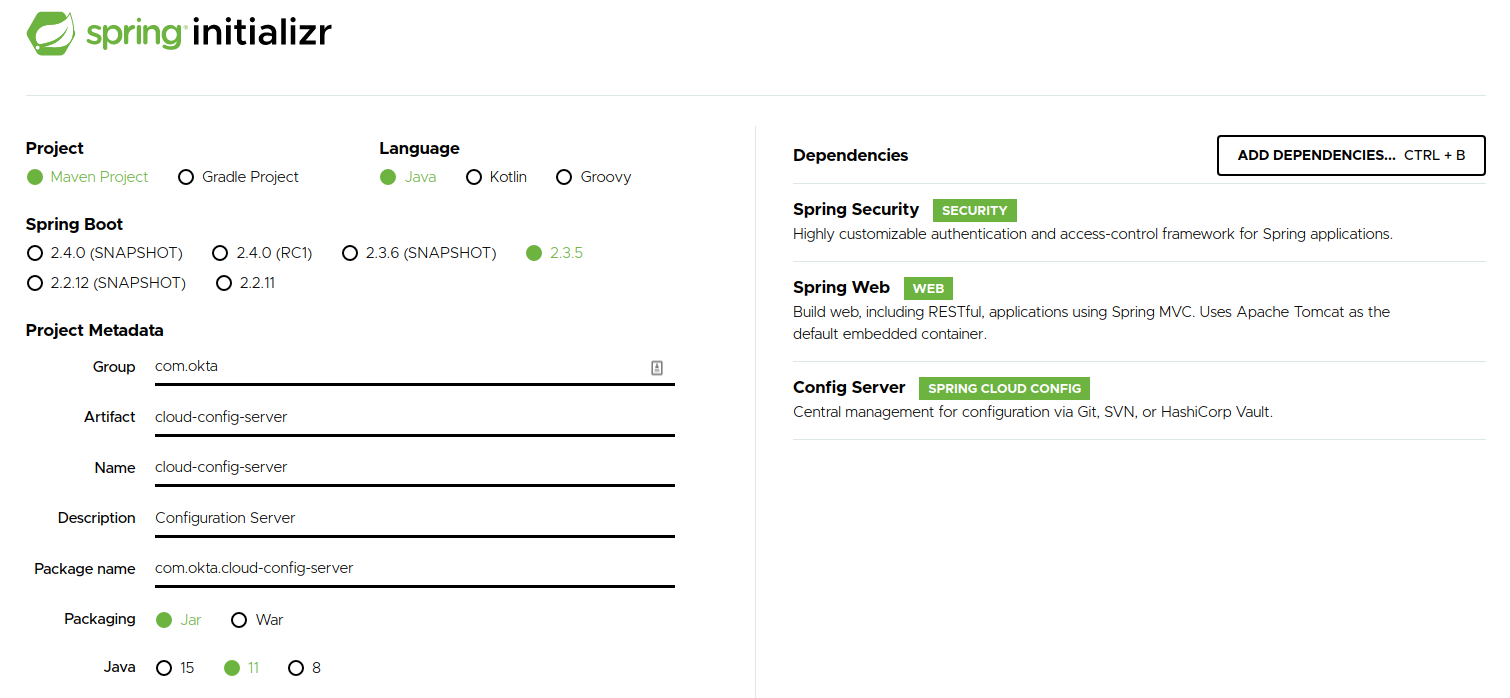 spring initializr
Project
Maven Project Gradle Project
Language
Java Kotlin Groovy
Spring Boot
2.4.0 (SNAPSHOT) 2.4.0 (RC1) 2.3.6 (SNAPSHOT) 2.3.5
2.2.12 (SNAPSHOT) 2.2.11
Project Metadata
Group com.okta
Artifact cloud-config-server
Name cloud-config-server
Description Configuration Server
Package name com.okta.cloud-config-server
Packaging Jar War
Java 15 11 8
Dependencies
ADD DEPENDENCIES... CTRL + B
Spring Security SECURITY
Highly customizable authentication and access-control framework for Spring applications.
Spring Web WEB
Build web, including RESTful, applications using Spring MVC. Uses Apache Tomcat as the
default embedded container.
Config Server SPRING CLOUD CONFIG
Central management for configuration via Git, SVN, or HashiCorp Vault.